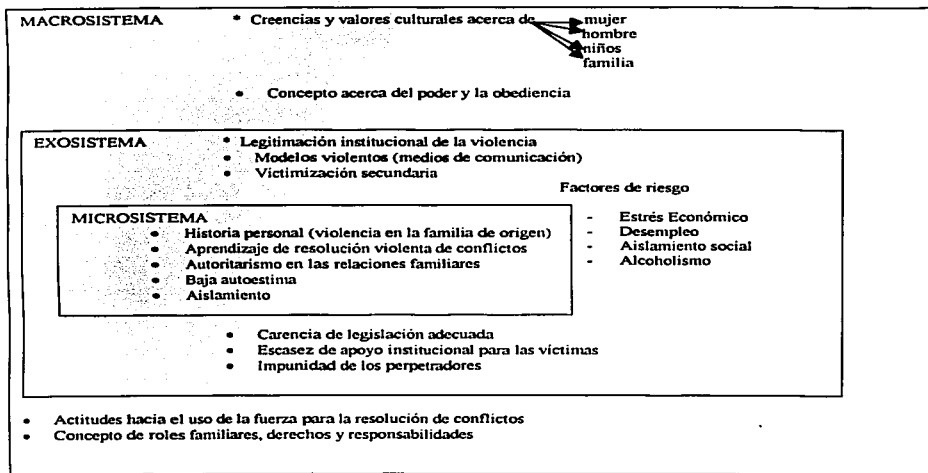 MACROSISTEMA * Creencias y valores culturales acerca de mujer
hombre
niños
familia
• Concepto acerca del poder y la obediencia
EXOSISTEMA * Legitimación institucional de la violencia
• Modelos violentos (medios de comunicación)
• Victimización secundaria
Factores de riesgo
MICROSISTEMA
• Historia personal (violencia en la familia de origen)
• Aprendizaje de resolución violenta de conflictos
• Autoritarismo en las relaciones familiares
• Baja autoestima
• Aislamiento
- Estrés Económico
- Desempleo
- Aislamiento social
- Alcoholismo
• Carencia de legislación adecuada
• Escasez de apoyo institucional para las víctimas
• Impunidad de los perpetradores
• Actitudes hacia el uso de la fuerza para la resolución de conflictos
• Concepto de roles familiares, derechos y responsabilidades